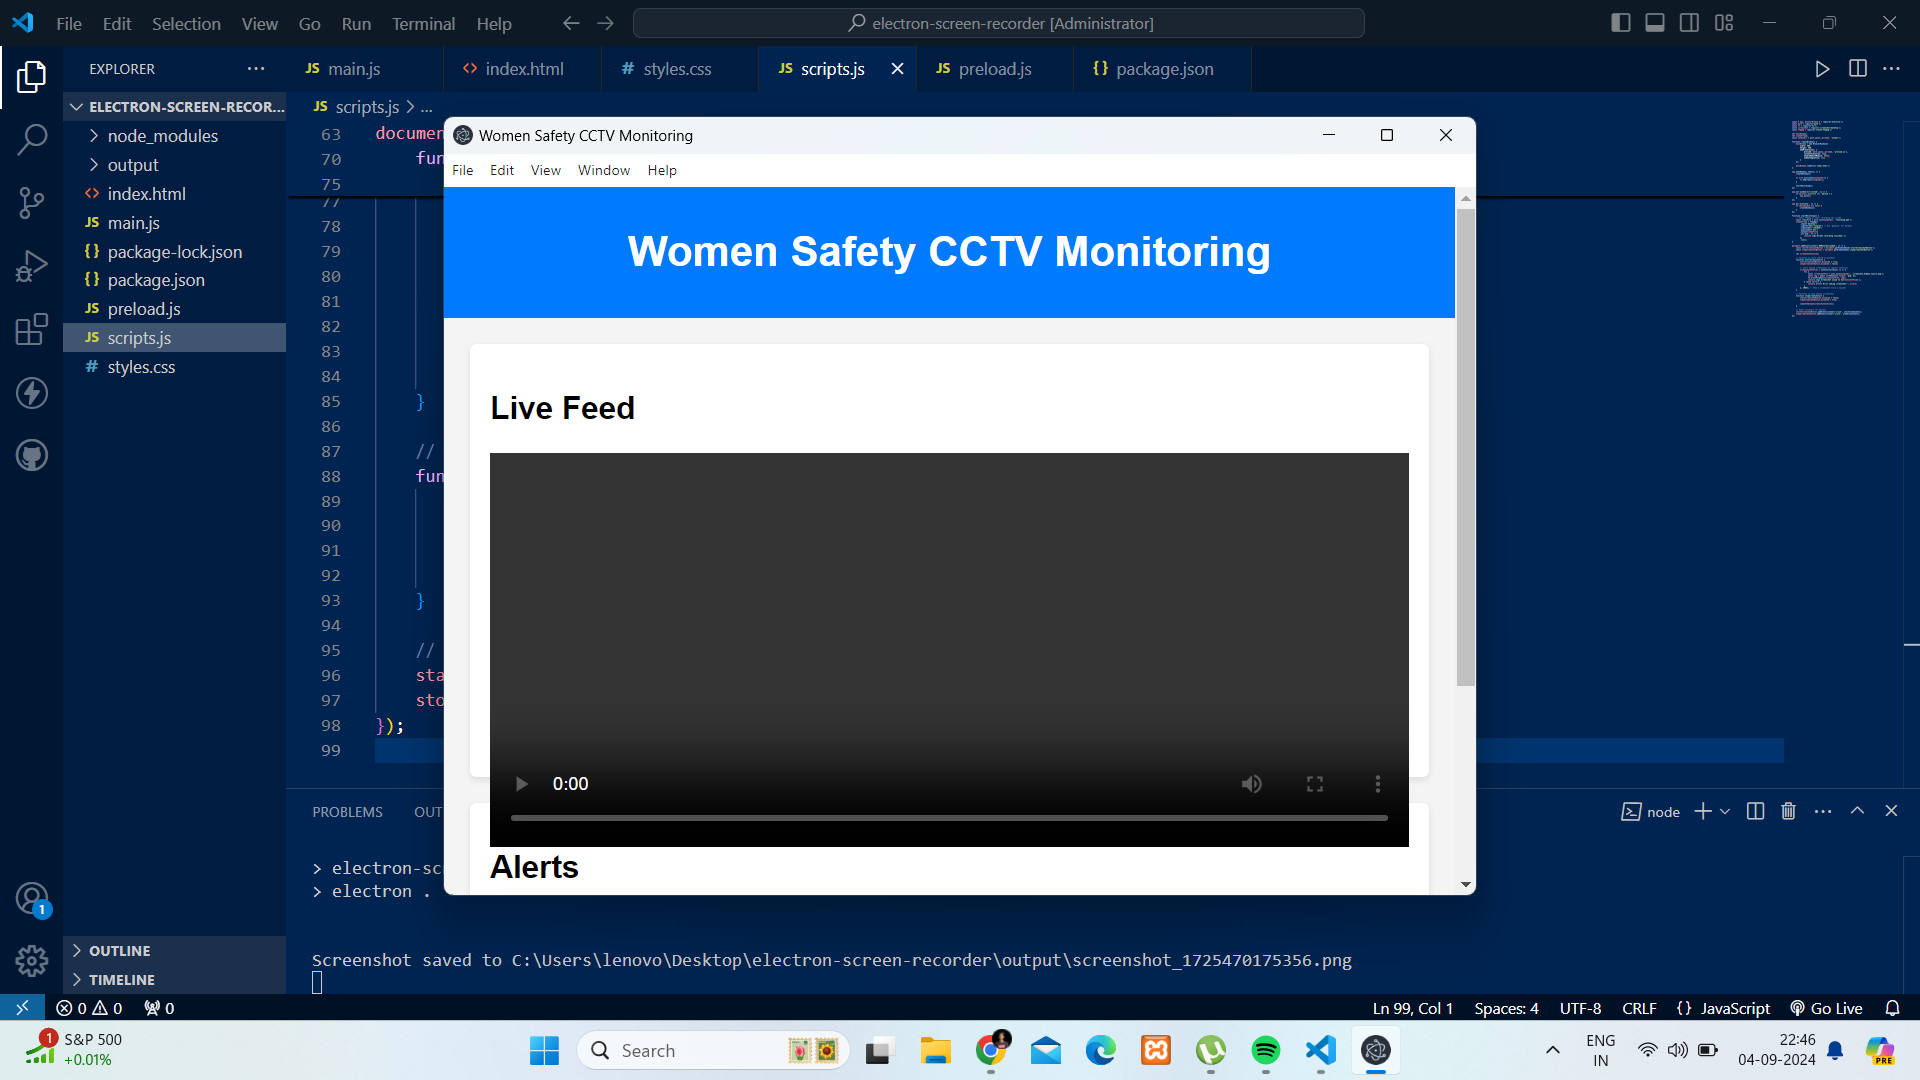 File Edit Selection View Go Run Terminal Help
electron-screen-recorder [Administrator]
EXPLORER
JS main.js
<> index.html
# styles.css
JS scripts.js
JS preload.js
{} package.json
ELECTRON-SCREEN-RECOR...
node_modules
output
<> index.html
JS main.js
{} package-lock.json
{} package.json
JS preload.js
JS scripts.js
# styles.css
OUTLINE
TIMELINE
JS scripts.js > ...
63 documen
70 fun
75
77
78
79
80
81
82
83
84
85 }
86
87 //
88 fun
89
90
91
92
93 }
94
95 //
96 sta
97 sto
98 });
99
Women Safety CCTV Monitoring
File Edit View Window Help
Women Safety CCTV Monitoring
Live Feed
0:00
Alerts
PROBLEMS OUT
node
> electron-sc
> electron .
Screenshot saved to C:\Users\lenovo\Desktop\electron-screen-recorder\output\screenshot_1725470175356.png
1
0 0 0
Ln 99, Col 1 Spaces: 4 UTF-8 CRLF {} JavaScript Go Live
1
S&P 500
+0.01%
Search
ENG
IN
22:46
04-09-2024
PRE